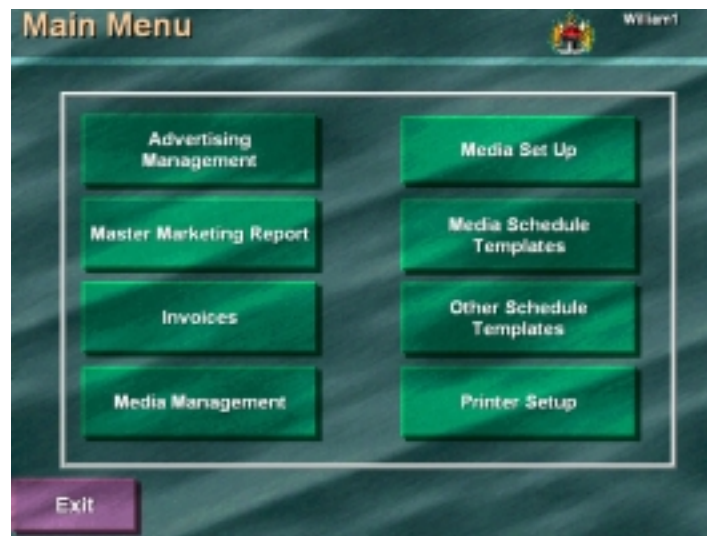 Main Menu
William1
Advertising
Management
Media Set Up
Master Marketing Report
Media Schedule
Templates
Invoices
Other Schedule
Templates
Media Management
Printer Setup
Exit